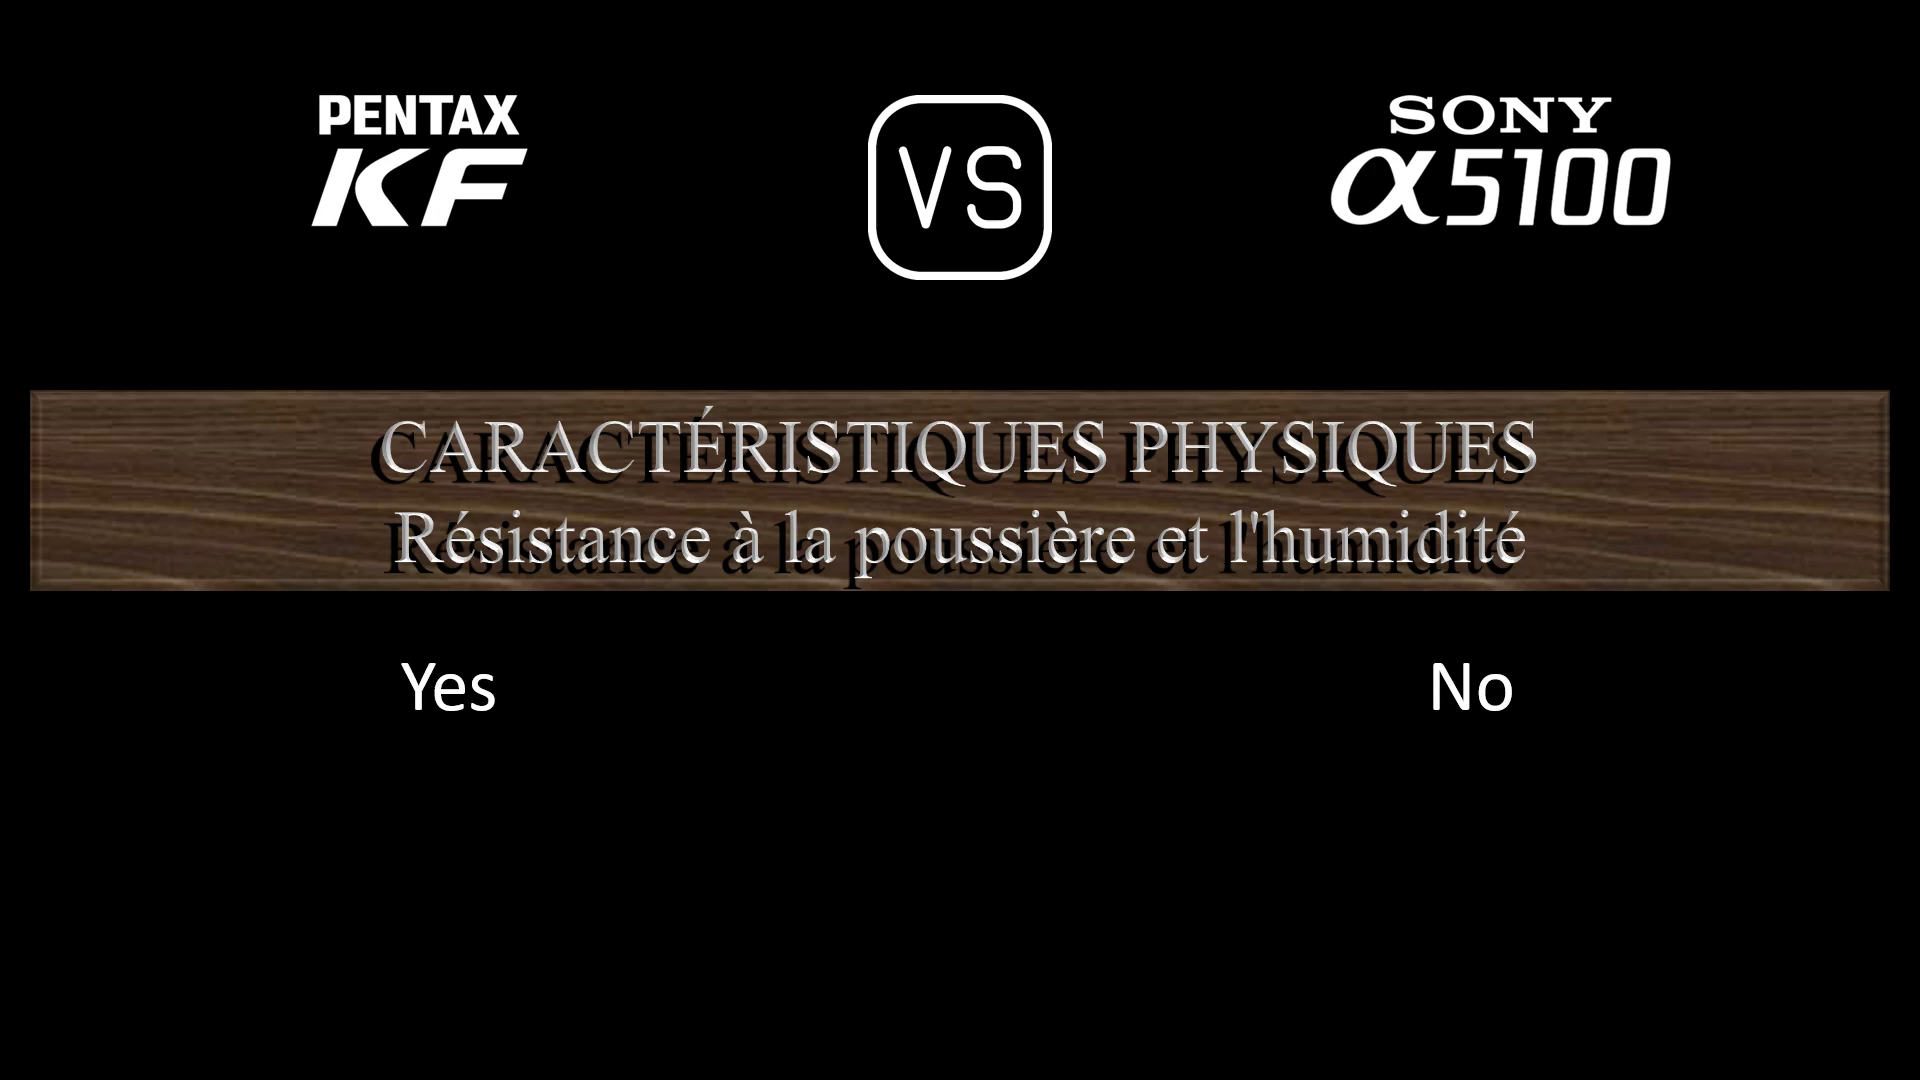 PENTAX
KF
VS
SONY
α5100
CARACTÉRISTIQUES PHYSIQUES
Résistance à la poussière et l'humidité
Yes
No